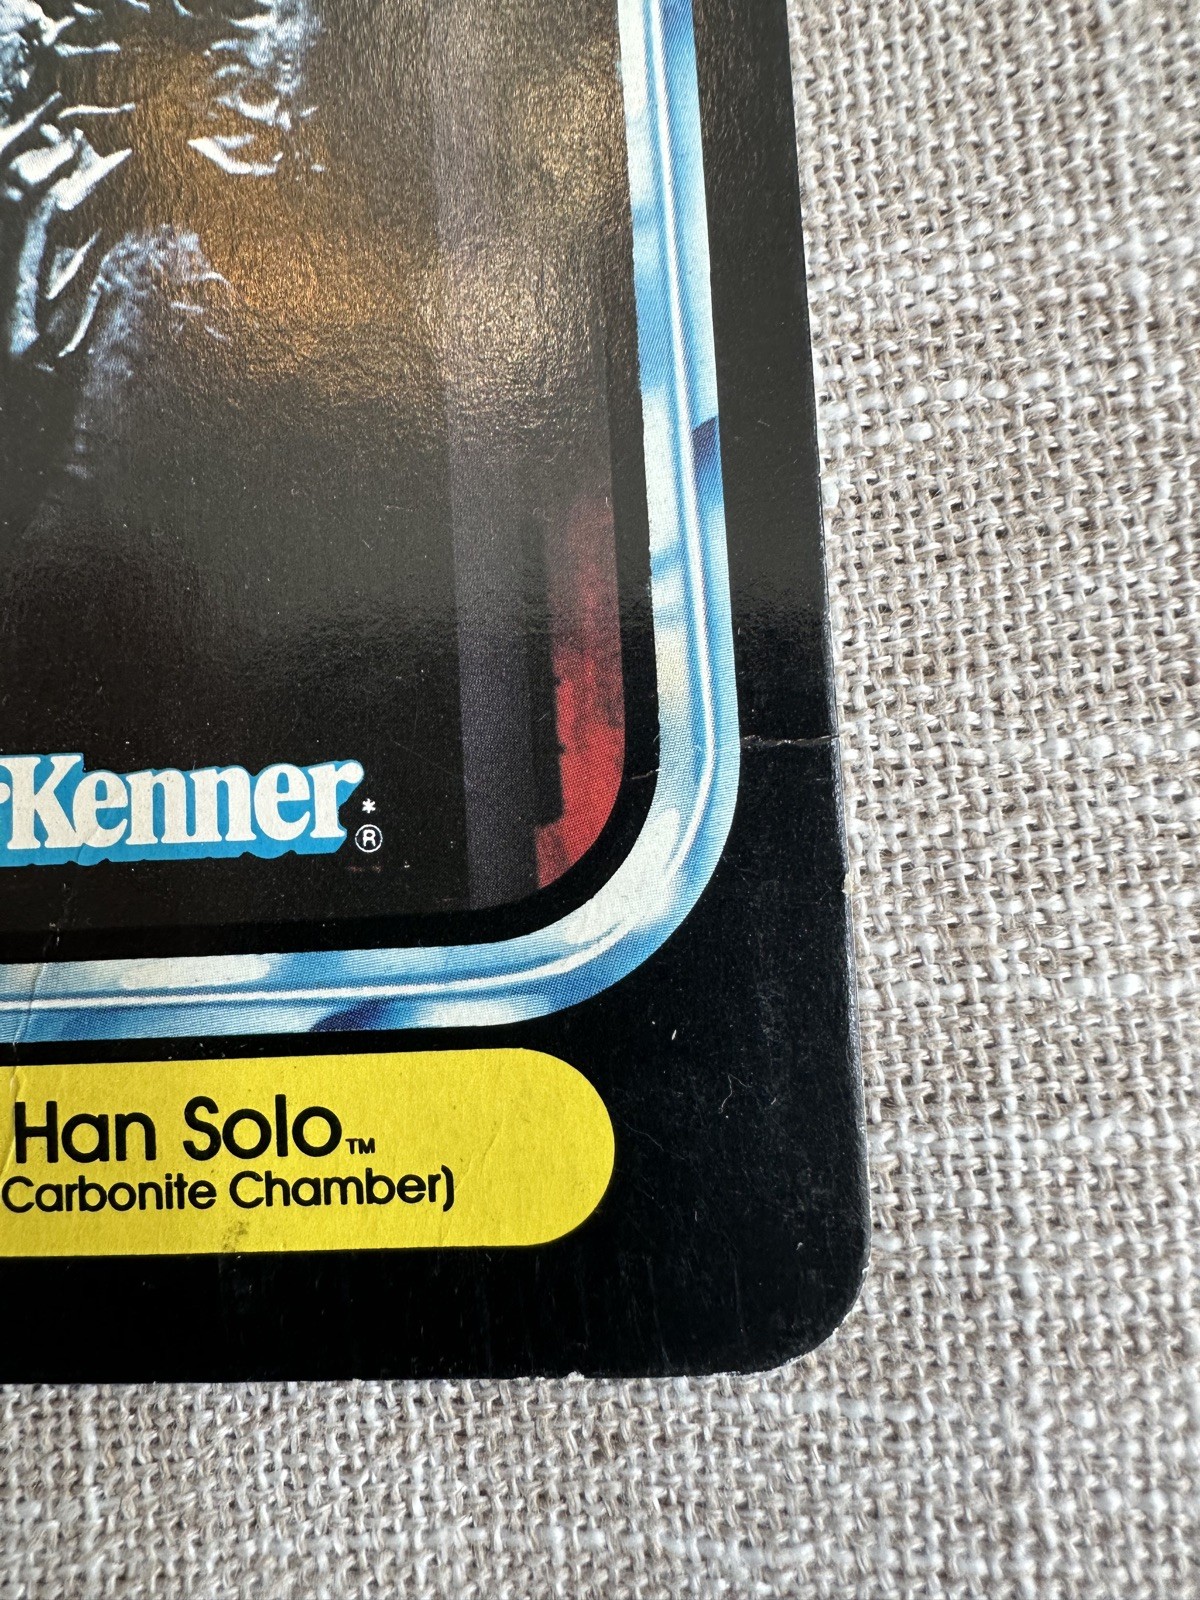 Kenner*®
Han Solo™
Carbonite Chamber)